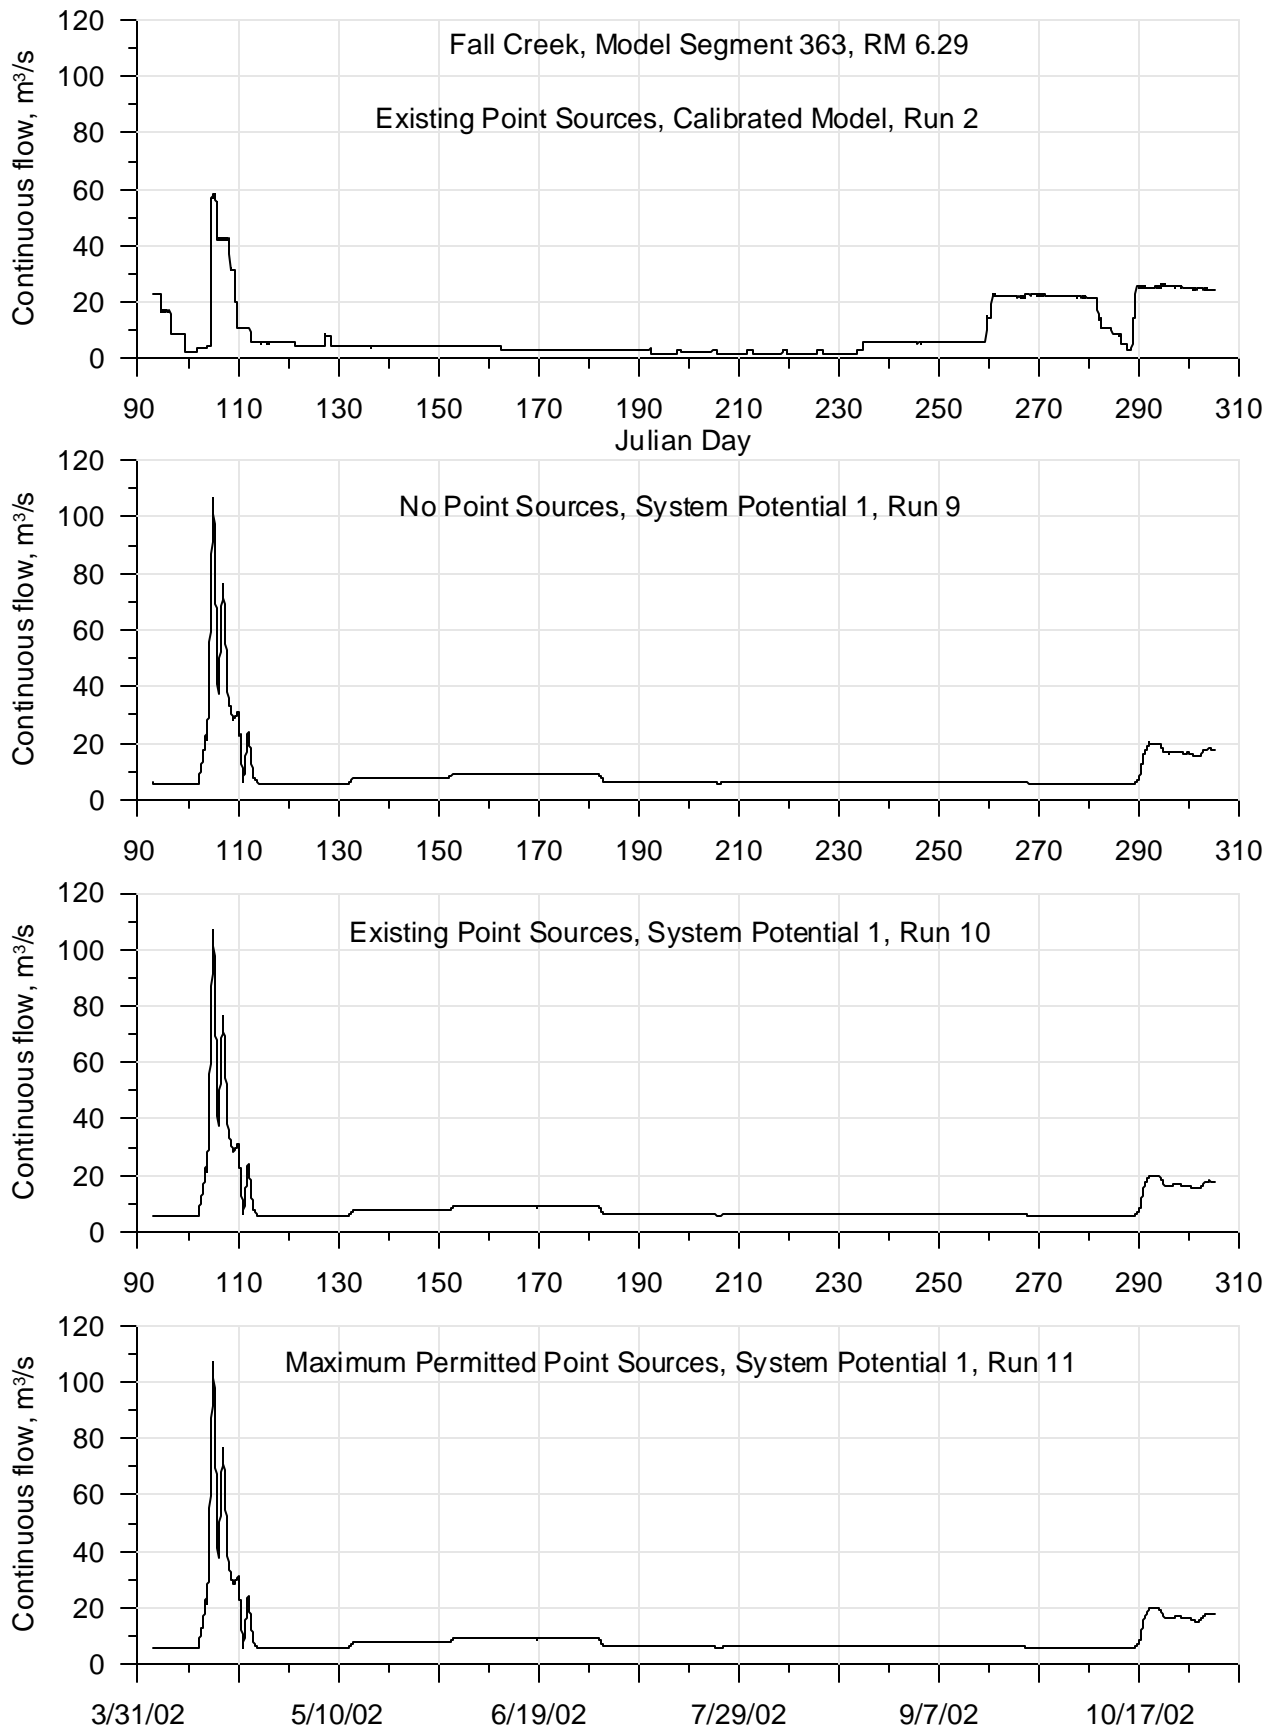 120
Fall Creek, Model Segment 363, RM 6.29
100
Existing Point Sources, Calibrated Model, Run 2
80
60
40
20
0
Continuous flow, m³/s
90 110 130 150 170 190 210 230 250 270 290 310
Julian Day
120
No Point Sources, System Potential 1, Run 9
100
80
60
40
20
0
Continuous flow, m³/s
90 110 130 150 170 190 210 230 250 270 290 310
120
Existing Point Sources, System Potential 1, Run 10
100
80
60
40
20
0
Continuous flow, m³/s
90 110 130 150 170 190 210 230 250 270 290 310
120
Maximum Permitted Point Sources, System Potential 1, Run 11
100
80
60
40
20
0
Continuous flow, m³/s
3/31/02 5/10/02 6/19/02 7/29/02 9/7/02 10/17/02